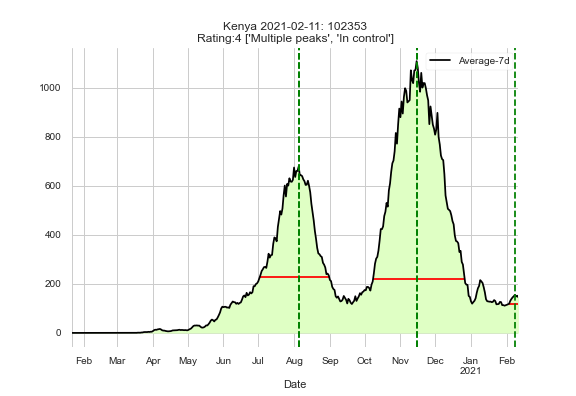 Kenya 2021-02-11: 102353
Rating:4 ['Multiple peaks', 'In control']
Average-7d
1000
800
600
400
200
0
Feb Mar Apr May Jun Jul Aug Sep Oct Nov Dec Jan Feb
2021
Date